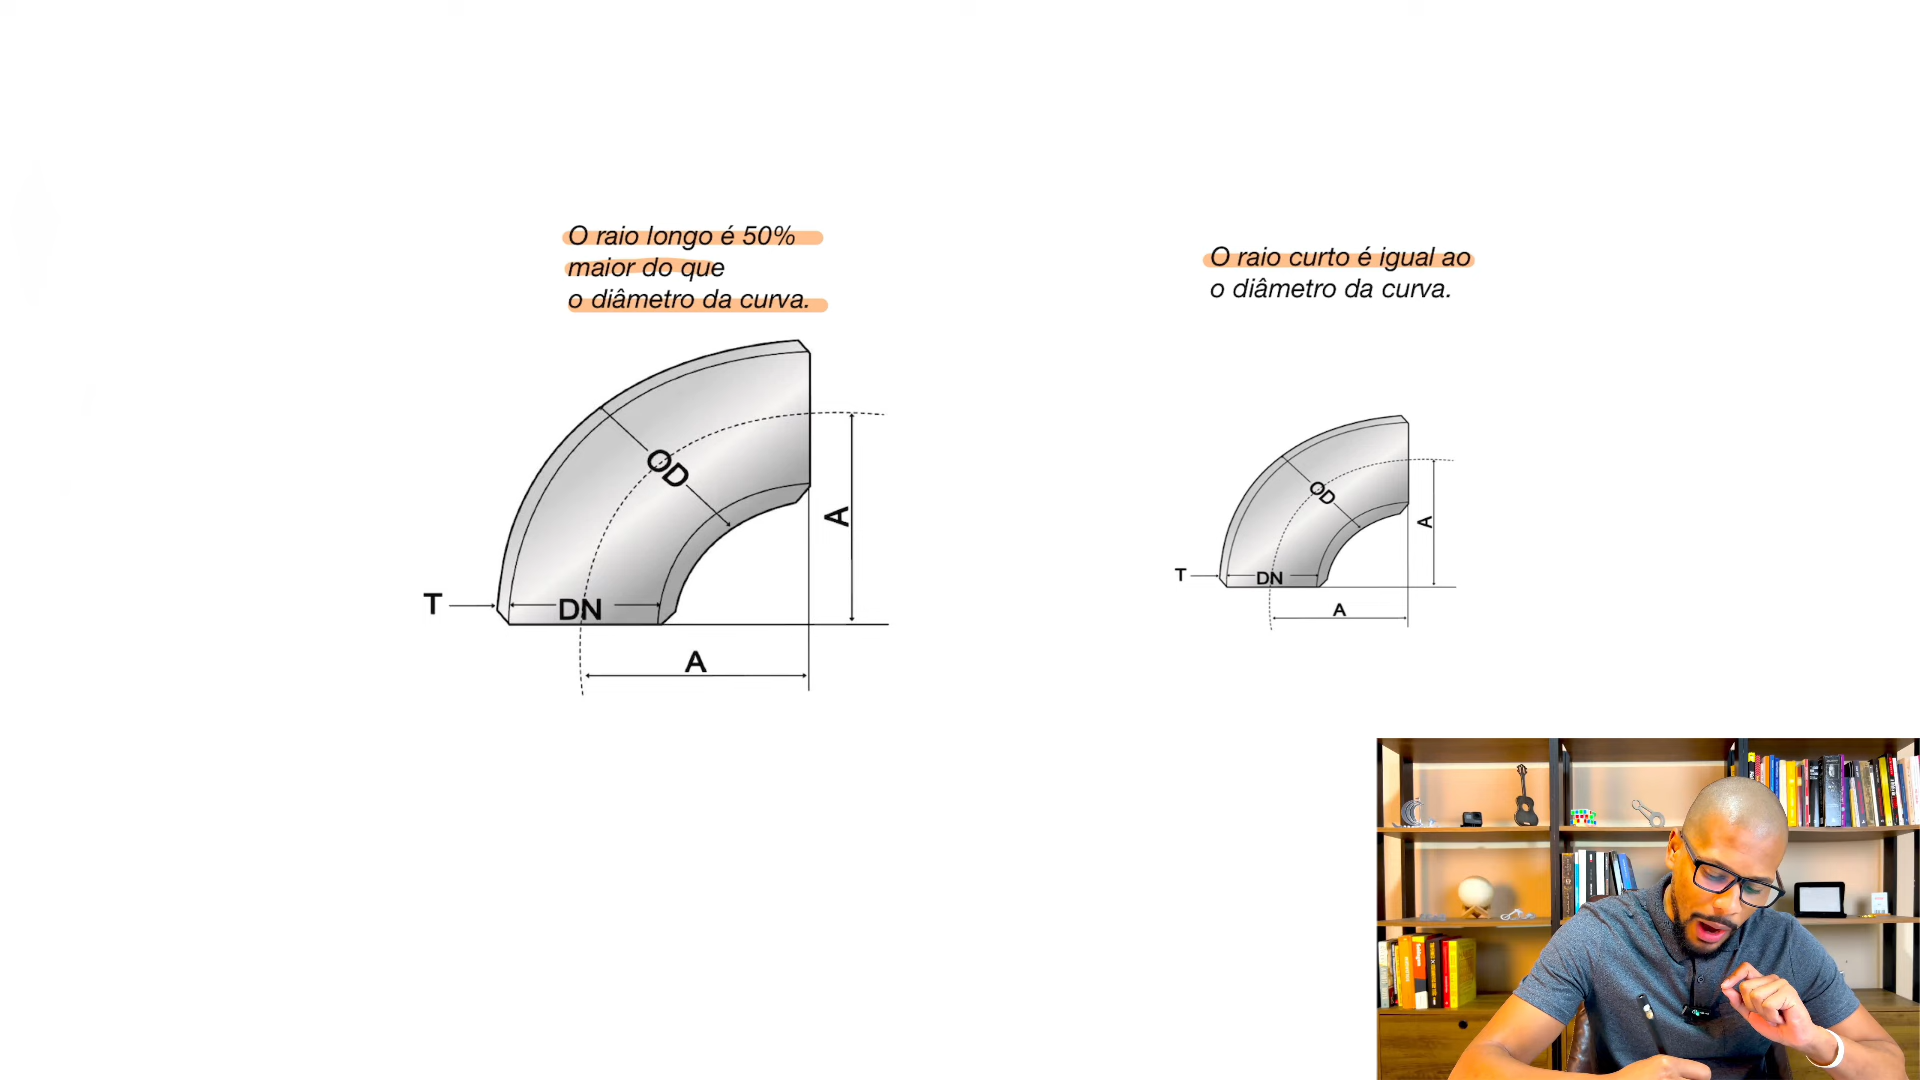 O raio longo é 50%
maior do que
o diâmetro da curva.
OD
A
T
DN
A
O raio curto é igual ao
o diâmetro da curva.
OD
A
T
DN
A